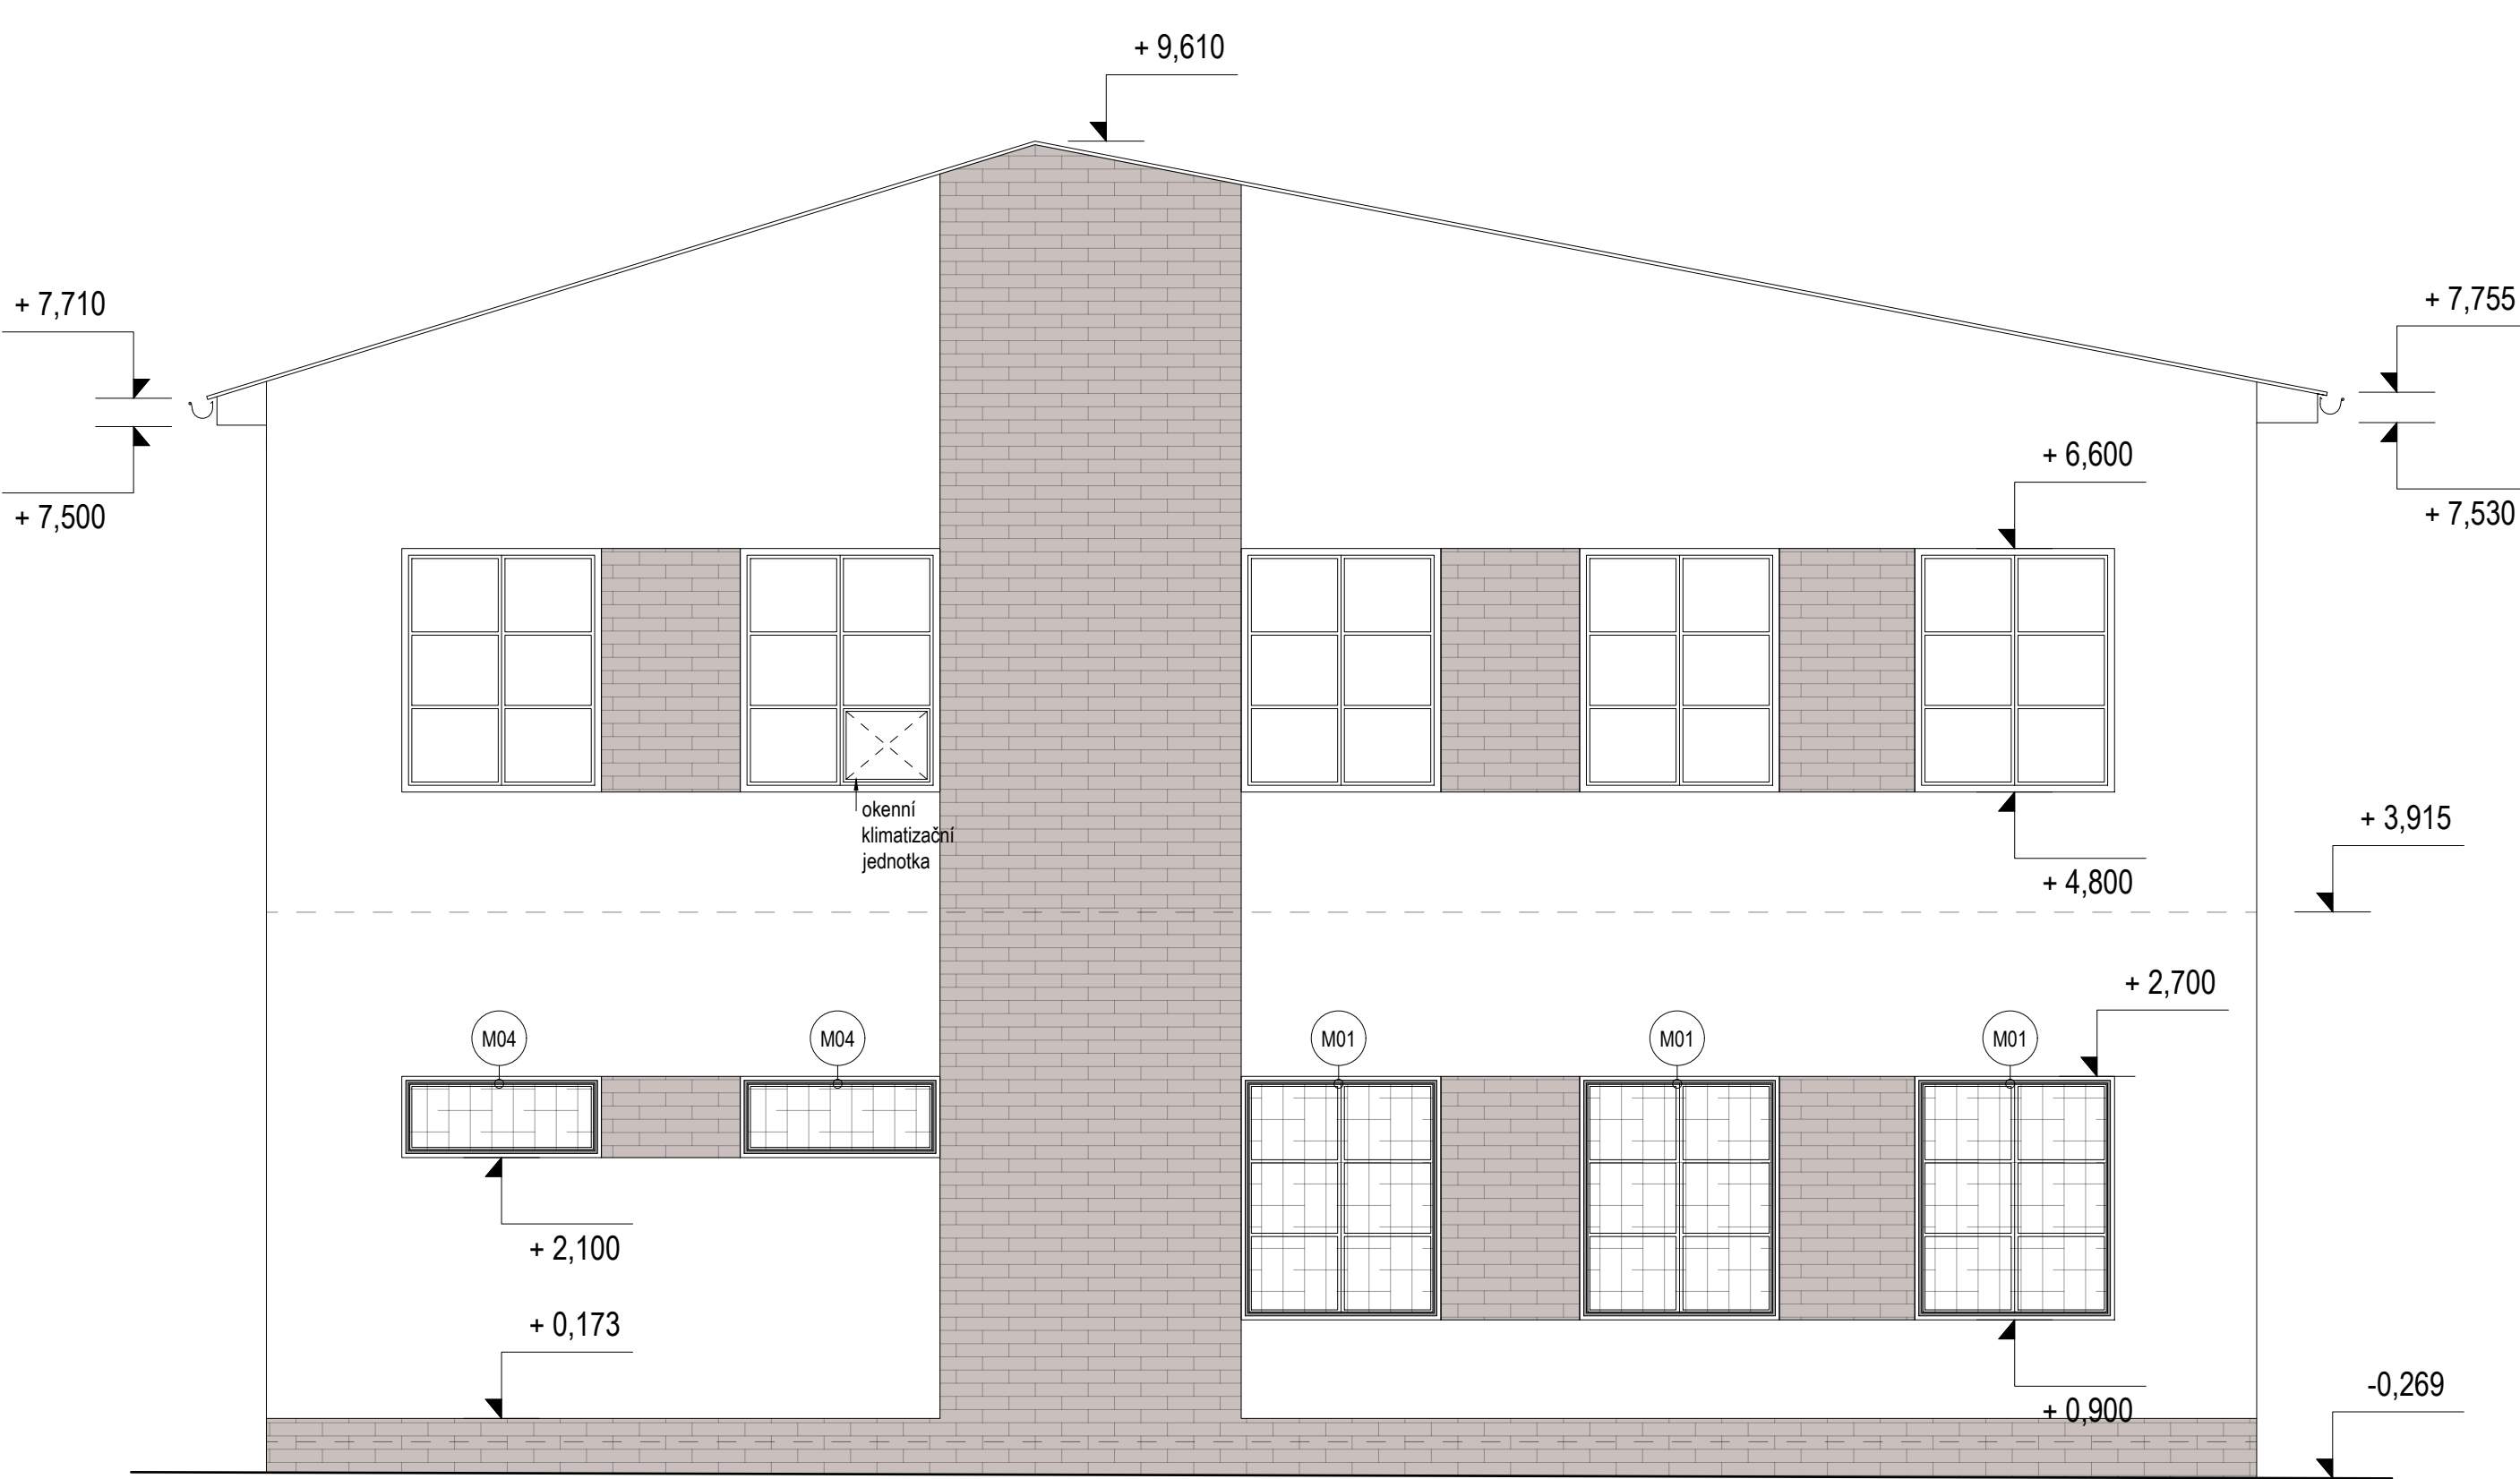 + 9,610
+ 7,710
+ 7,755
+ 6,600
+ 7,500
+ 7,530
okenní
klimatizační
jednotka
+ 3,915
+ 4,800
+ 2,700
M04
M04
M01
M01
M01
+ 2,100
+ 0,173
-0,269
+ 0,900